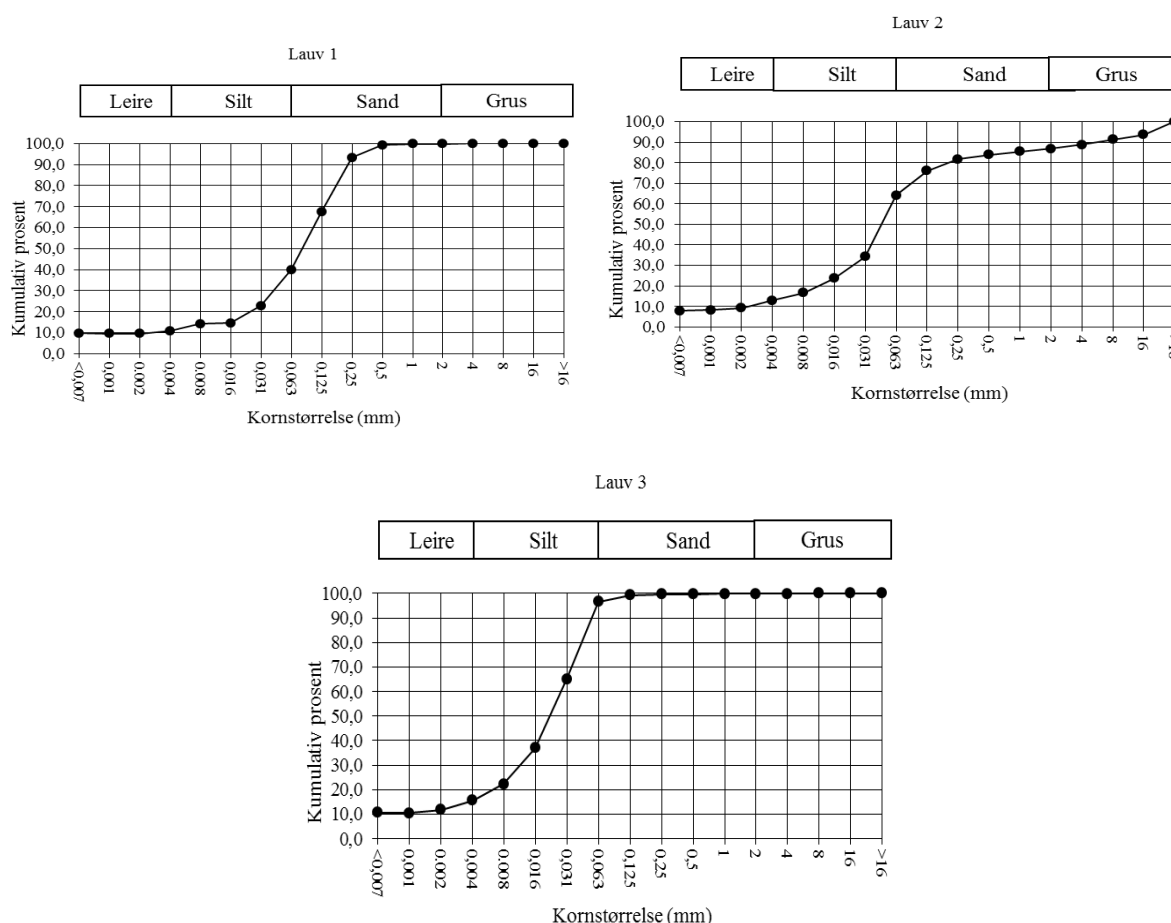 Lauv 1
Leire Silt Sand Grus
100,0
90,0
80,0
70,0
60,0
50,0
40,0
30,0
20,0
10,0
0,0
Kumulativ prosent
<0,007 0,001 0.002 0,004 0.008 0,016 0,031 0,063 0,125 0,25 0,5 1 2 4 8 16 >16
Kornstørrelse (mm)
Lauv 2
Leire Silt Sand Grus
100,0
90,0
80,0
70,0
60,0
50,0
40,0
30,0
20,0
10,0
0,0
Kumulativ prosent
<0,007 0,001 0.002 0,004 0.008 0,016 0,031 0,063 0,125 0,25 0,5 1 2 4 8 16
Kornstørrelse (mm)
Lauv 3
Leire Silt Sand Grus
100,0
90,0
80,0
70,0
60,0
50,0
40,0
30,0
20,0
10,0
0,0
Kumulativ prosent
<0,007 0,001 0.002 0,004 0.008 0,016 0,031 0,063 0,125 0,25 0,5 1 2 4 8 16 >16
Kornstørrelse (mm)